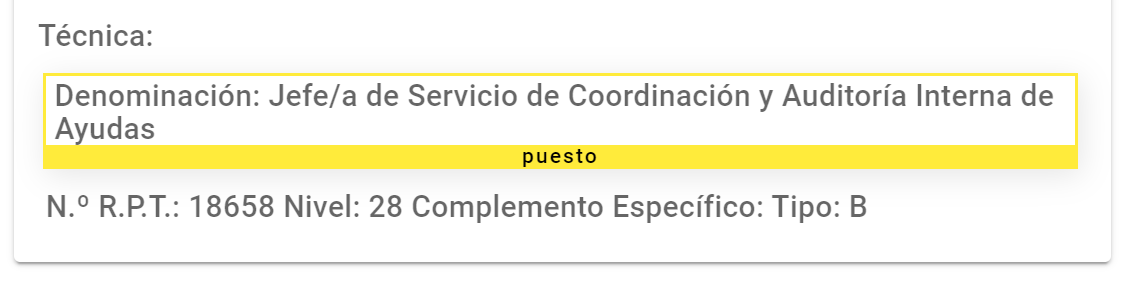 Técnica:
Denominación: Jefe/a de Servicio de Coordinación y Auditoría Interna de
Ayudas
puesto
N.º R.P.T.: 18658 Nivel: 28 Complemento Específico: Tipo: B